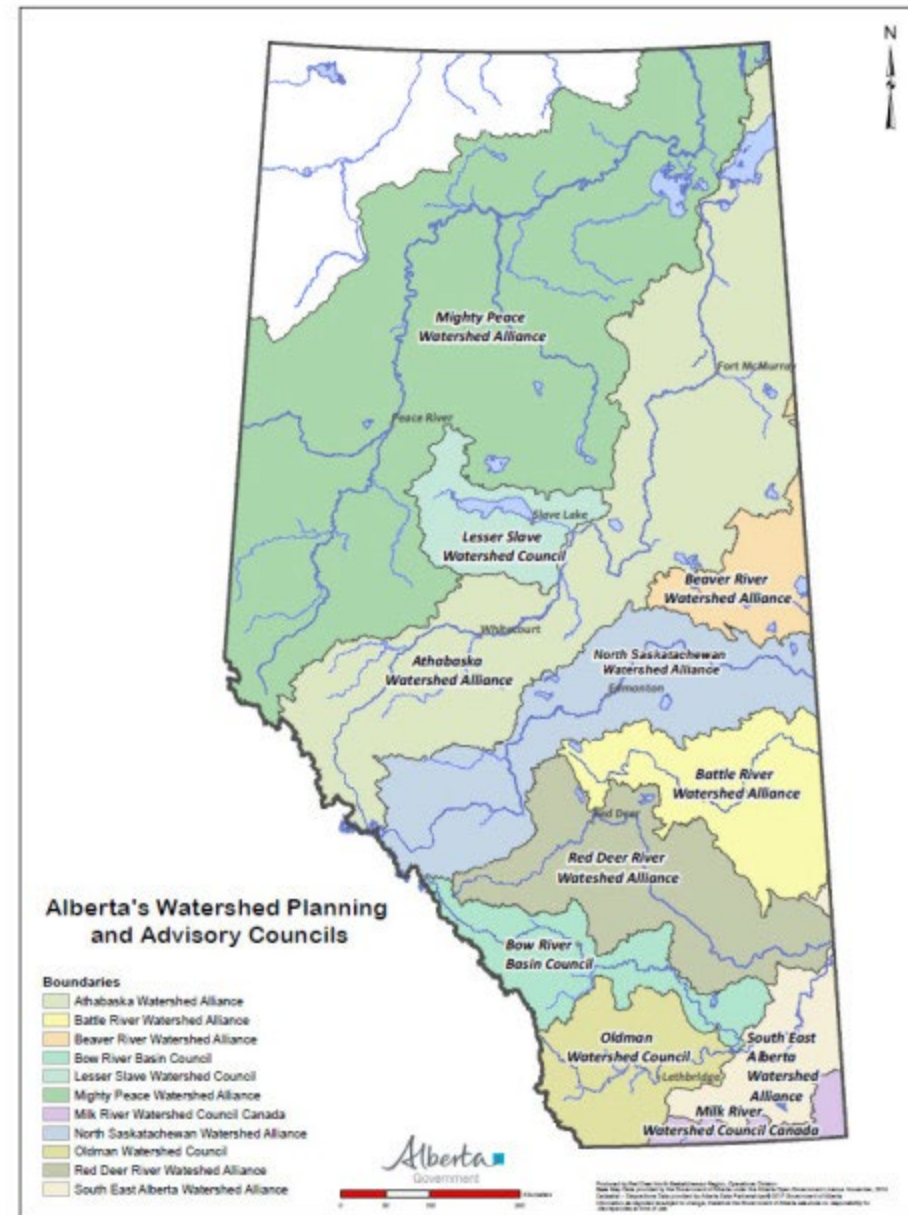 N
Mighty Peace
Watershed Alliance
Fort McMurray
Peace River
Slave Lake
Lesser Slave
Watershed Council
Beaver River
Watershed Alliance
Whitecourt
North Saskatachewan
Watershed Alliance
Athabaska
Watershed Alliance
Edmonton
Battle River
Watershed Alliance
Red Deer
Red Deer River
Wateshed Alliance
Alberta's Watershed Planning
and Advisory Councils
Bow River
Basin Council
Oldman
Watershed Council
South East
Alberta
Watershed
Alliance
Lethbridge
Milk River
Watershed Council Canada
Boundaries
Athabaska Watershed Alliance
Battle River Watershed Alliance
Beaver River Watershed Alliance
Bow River Basin Council
Lesser Slave Watershed Council
Mighty Peace Watershed Alliance
Milk River Watershed Council Canada
North Saskatachewan Watershed Alliance
Oldman Watershed Council
Red Deer River Wateshed Alliance
South East Alberta Watershed Alliance
Alberta
Government
Kilometers